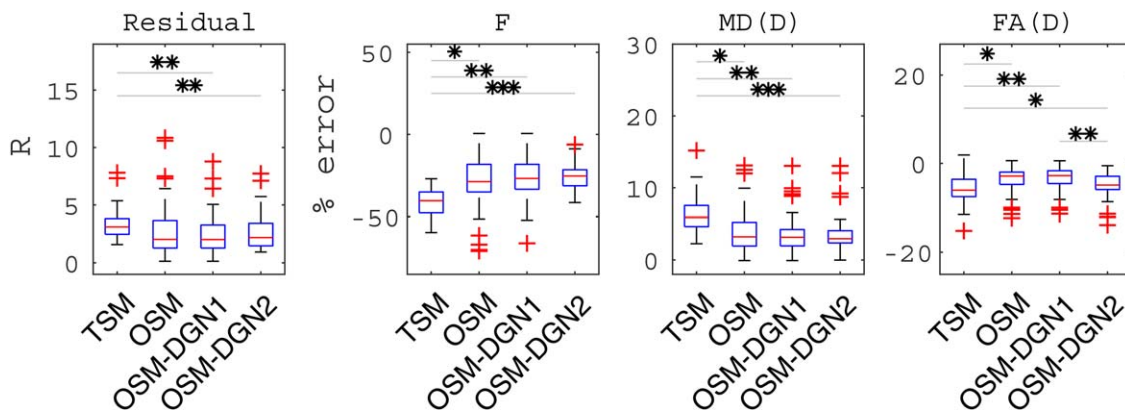 Residual
F
MD(D)
FA(D)
R
15
10
5
0
**
**
TSM
OSM
OSM-DGN1
OSM-DGN2
% error
50
0
-50
*
**
***
TSM
OSM
OSM-DGN1
OSM-DGN2
30
20
10
0
*
**
***
TSM
OSM
OSM-DGN1
OSM-DGN2
20
0
-20
*
**
*
**
TSM
OSM
OSM-DGN1
OSM-DGN2